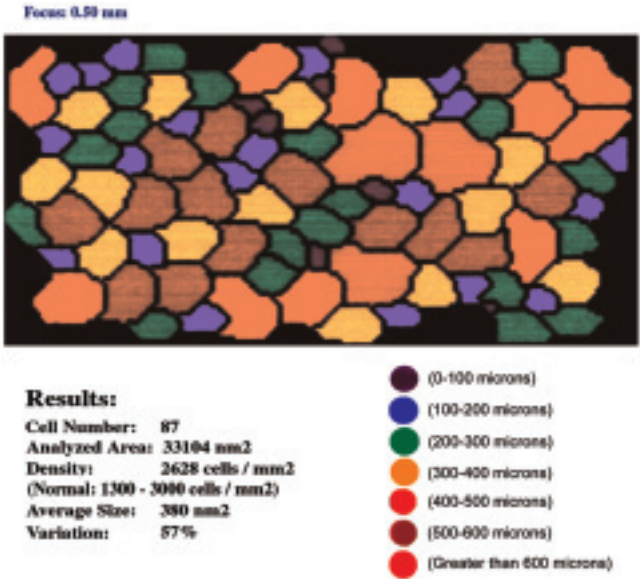 Focus: 0.50 mm
Results:
Cell Number: 87
Analyzed Area: 33104 nm2
Density: 2628 cells / mm2
(Normal: 1300 - 3000 cells / mm2)
Average Size: 380 nm2
Variation: 57%
(0-100 microns)
(100-200 microns)
(200-300 microns)
(300-400 microns)
(400-500 microns)
(500-600 microns)
(Greater than 600 microns)